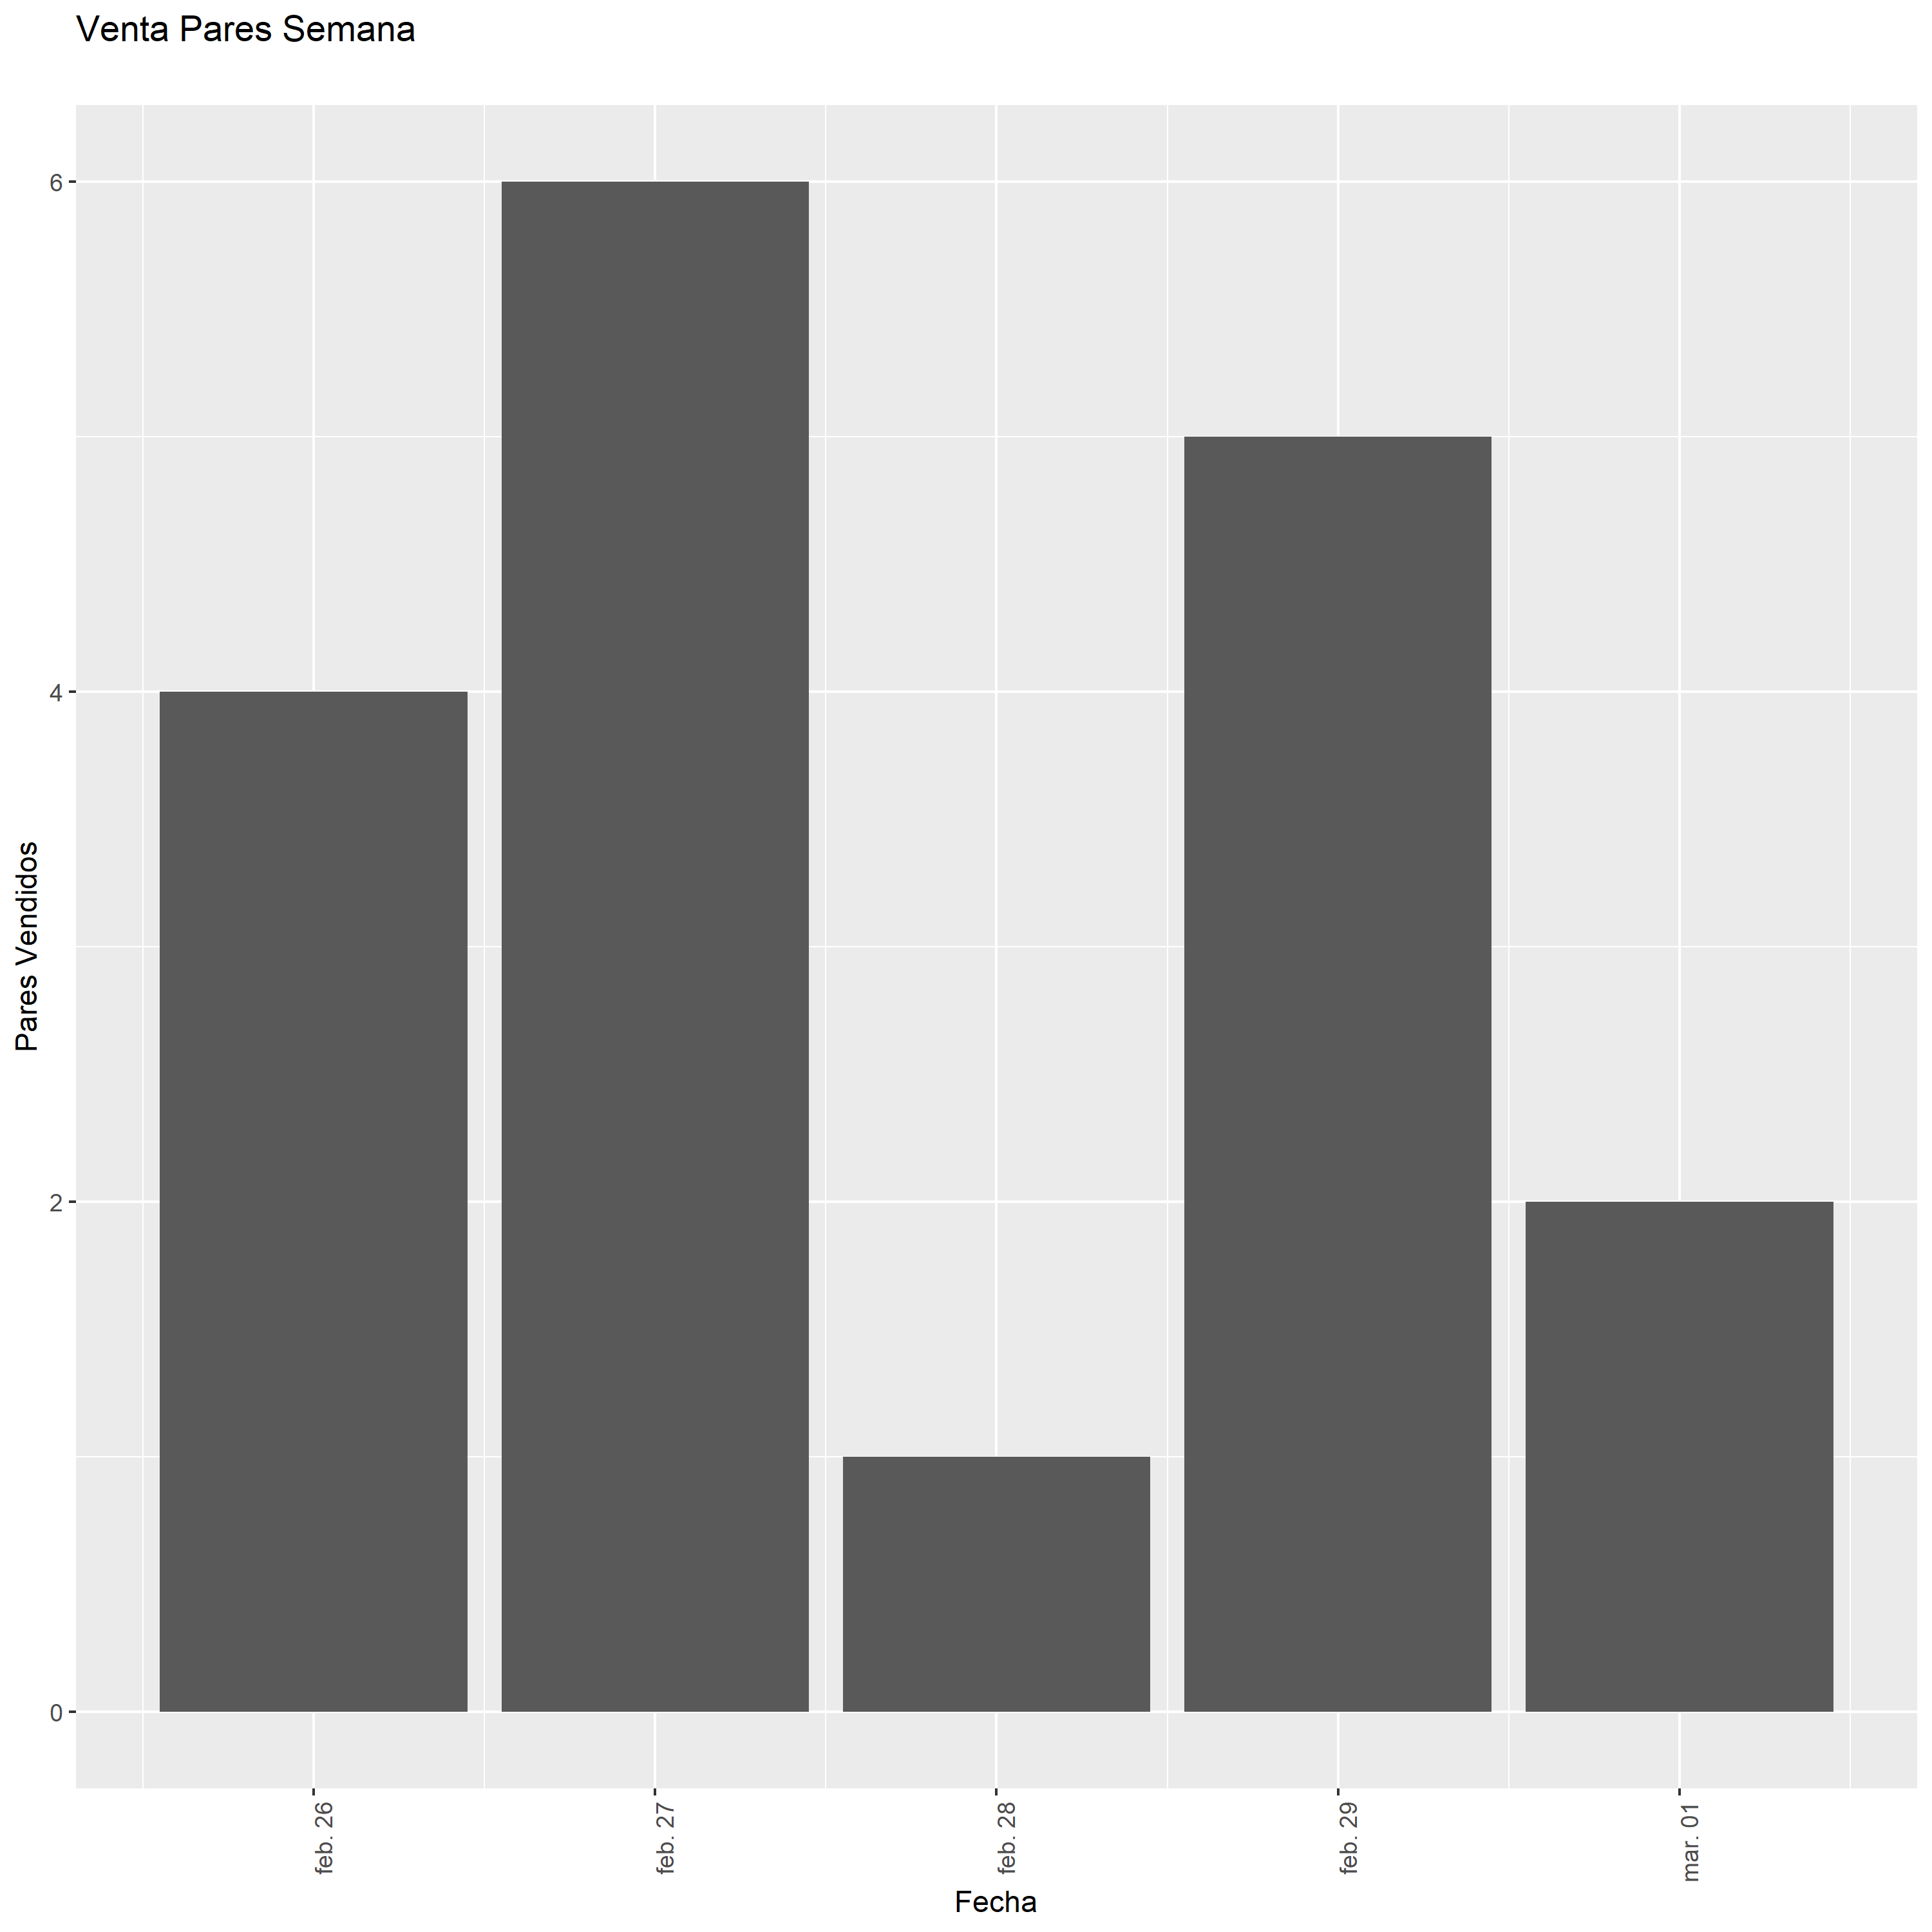 Venta Pares Semana
Pares Vendidos
6
4
2
0
feb. 26
feb. 27
feb. 28
feb. 29
mar. 01
Fecha